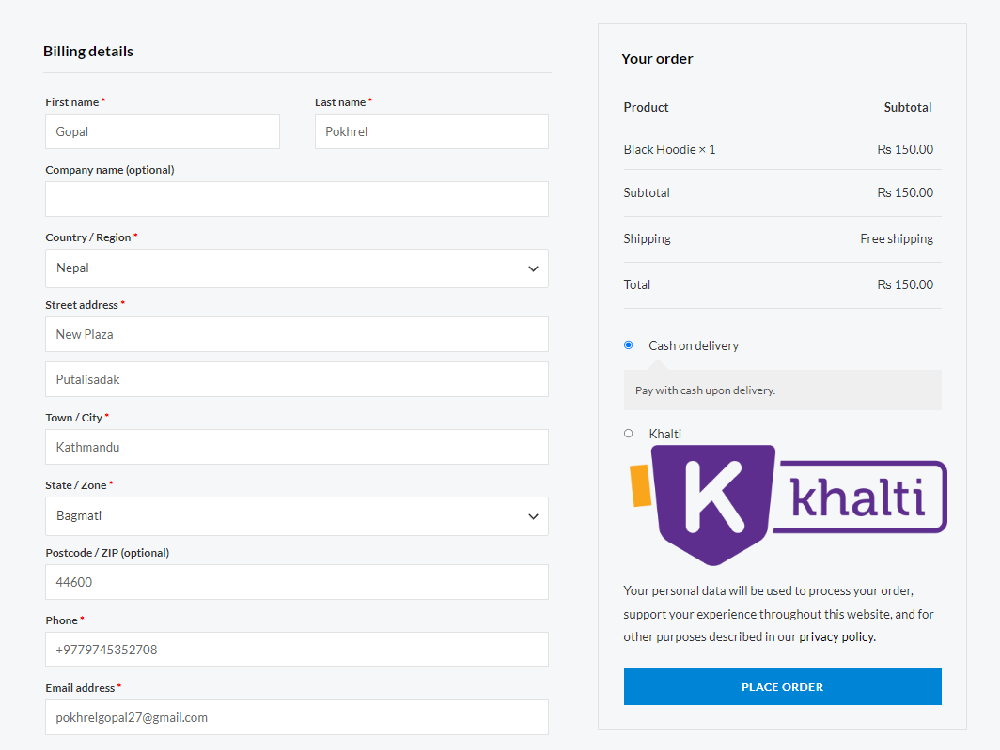 Billing details
First name *
Last name *
Gopal
Pokhrel
Company name (optional)
Country / Region *
Nepal
Street address *
New Plaza
Putalisadak
Town / City *
Kathmandu
State / Zone *
Bagmati
Postcode / ZIP (optional)
44600
Phone *
+9779745352708
Email address *
pokhrelgopal27@gmail.com
Your order
Product Subtotal
Black Hoodie × 1 ₨ 150.00
Subtotal ₨ 150.00
Shipping Free shipping
Total ₨ 150.00
Cash on delivery
Pay with cash upon delivery.
Khalti
K khalti
Your personal data will be used to process your order,
support your experience throughout this website, and for
other purposes described in our privacy policy.
PLACE ORDER